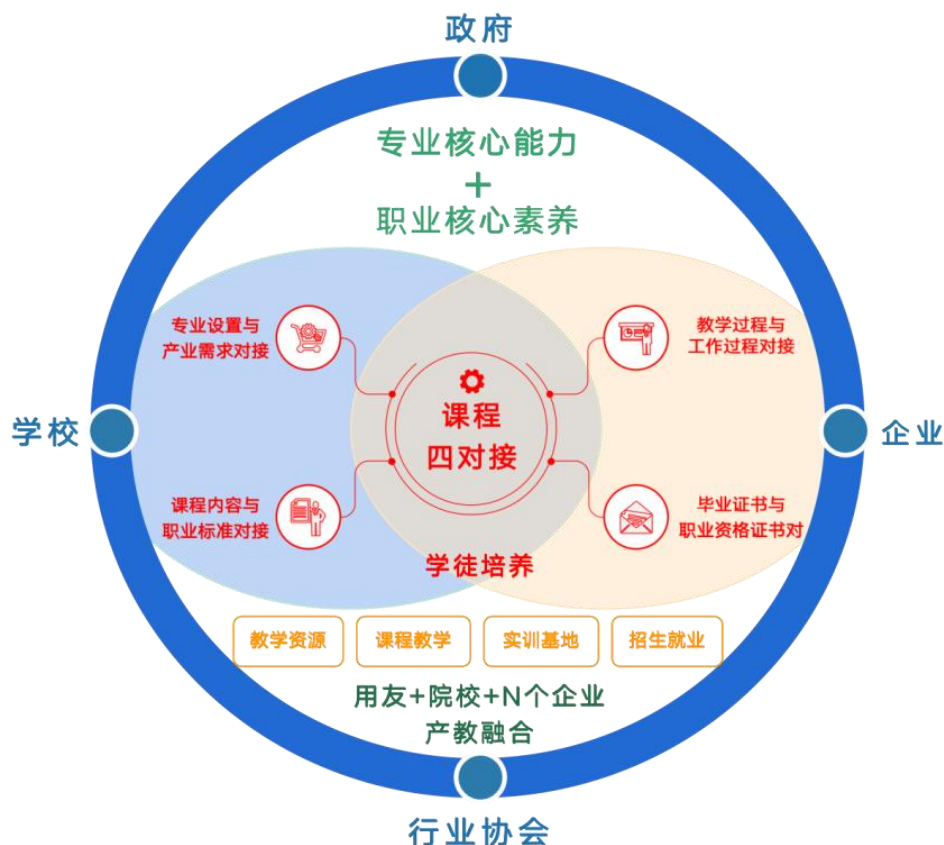 政府
专业核心能力
+
职业核心素养
专业设置与
产业需求对接
教学过程与
工作过程对接
课程
四对接
学校
企业
课程内容与
职业标准对接
毕业证书与
职业资格证书对
学徒培养
教学资源
课程教学
实训基地
招生就业
用友+院校+N个企业
产教融合
行业协会